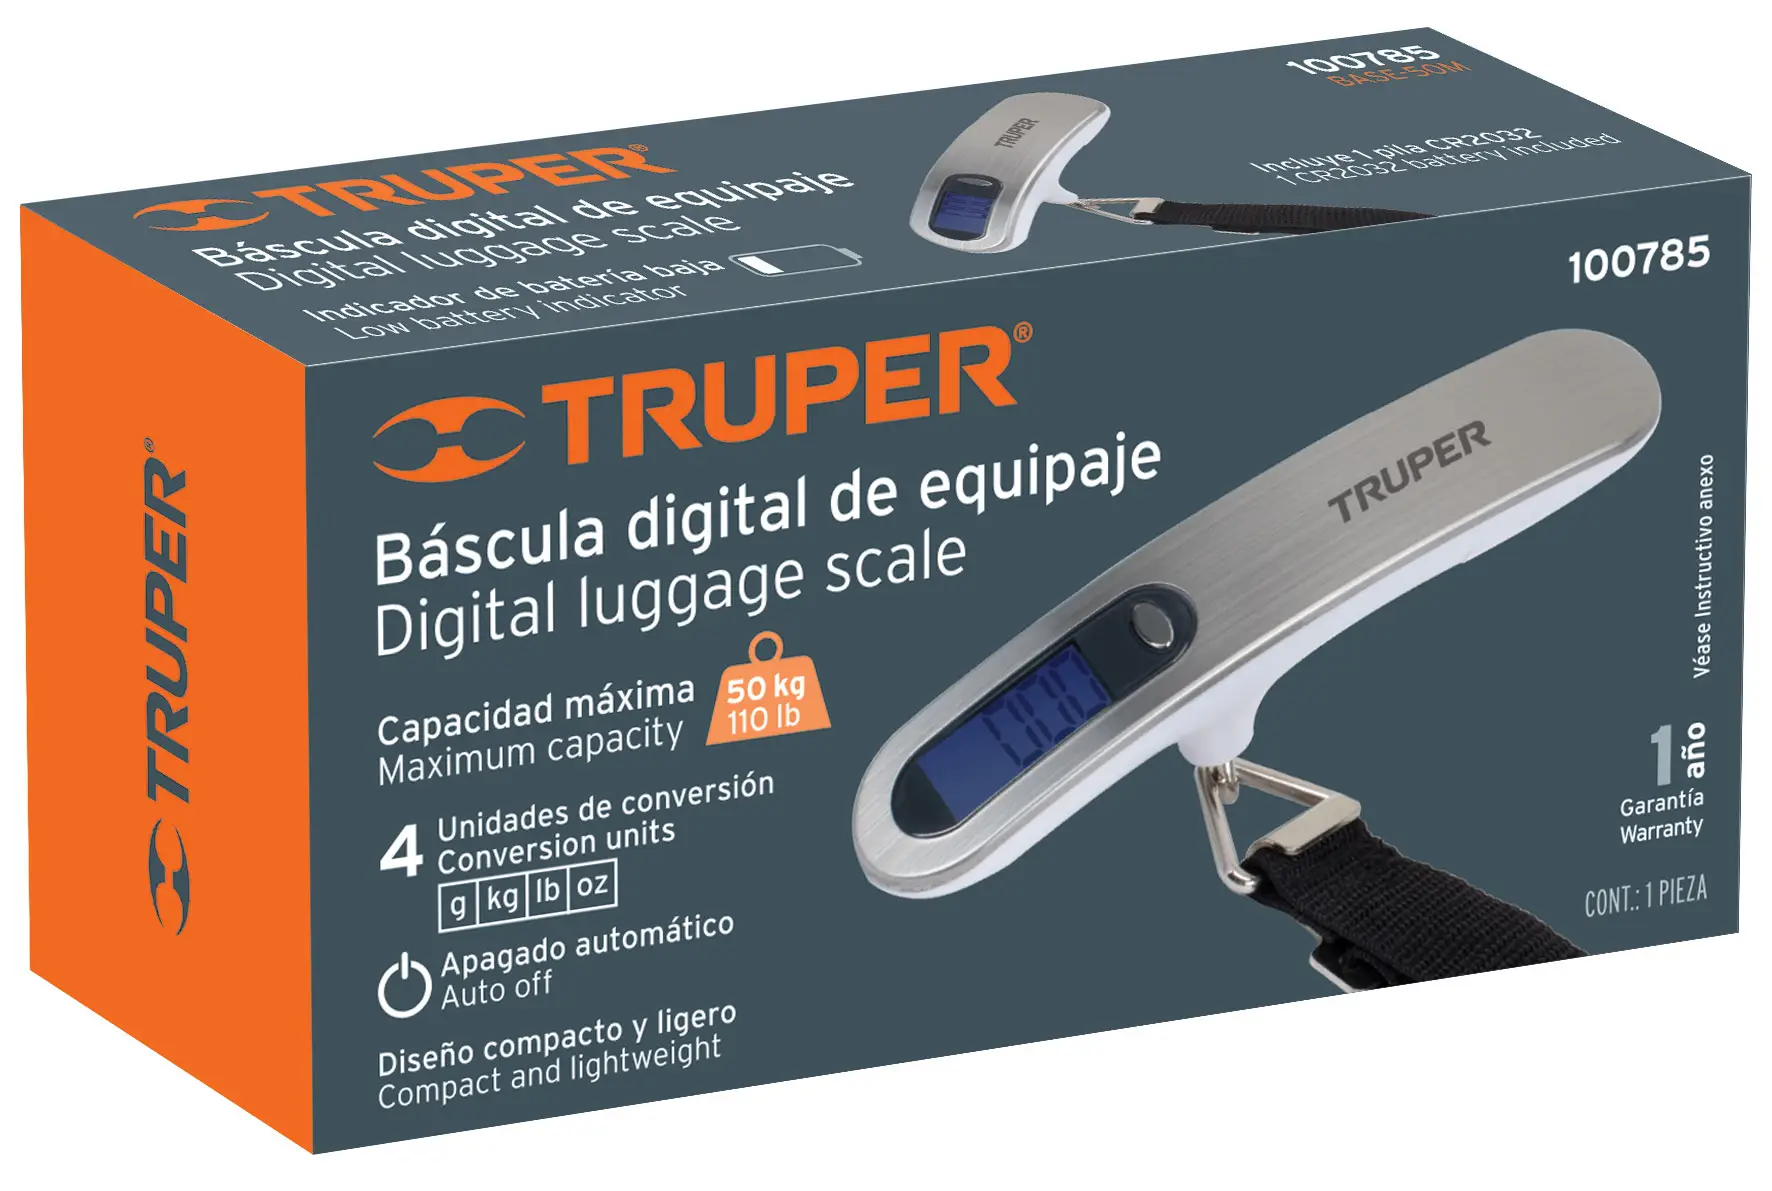 100785
BASE-50M
TRUPER®
Báscula digital de equipaje
Digital luggage scale
Indicador de batería baja
Low battery indicator
TRUPER
Incluye 1 pila CR2032
1 CR2032 battery included
TRUPER®
100785
TRUPER®
Báscula digital de equipaje
Digital luggage scale
Capacidad máxima
Maximum capacity
50 kg
110 lb
4
Unidades de conversión
Conversion units
g kg lb oz
Apagado automático
Auto off
Diseño compacto y ligero
Compact and lightweight
TRUPER
Véase Instructivo anexo
1 año
Garantía
Warranty
CONT.: 1 PIEZA